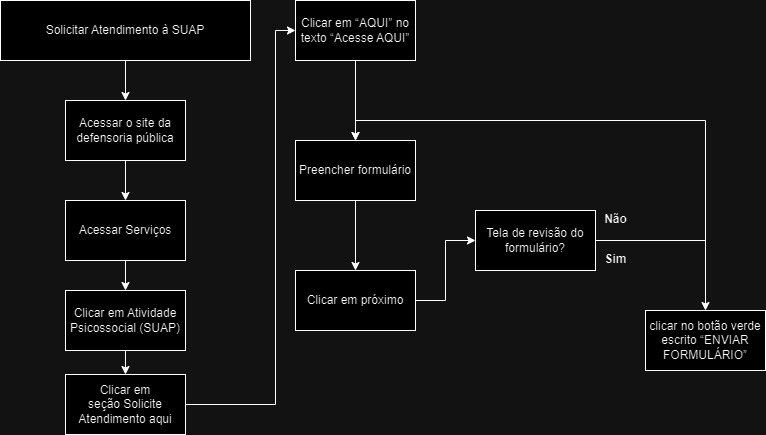 Solicitar Atendimento à SUAP
Acessar o site da
defensoria pública
Acessar Serviços
Clicar em Atividade
Psicossocial (SUAP)
Clicar em
seção Solicite
Atendimento aqui
Clicar em “AQUI” no
texto “Acesse AQUI”
Preencher formulário
Clicar em próximo
Tela de revisão do
formulário?
Não
Sim
clicar no botão verde
escrito “ENVIAR
FORMULÁRIO”